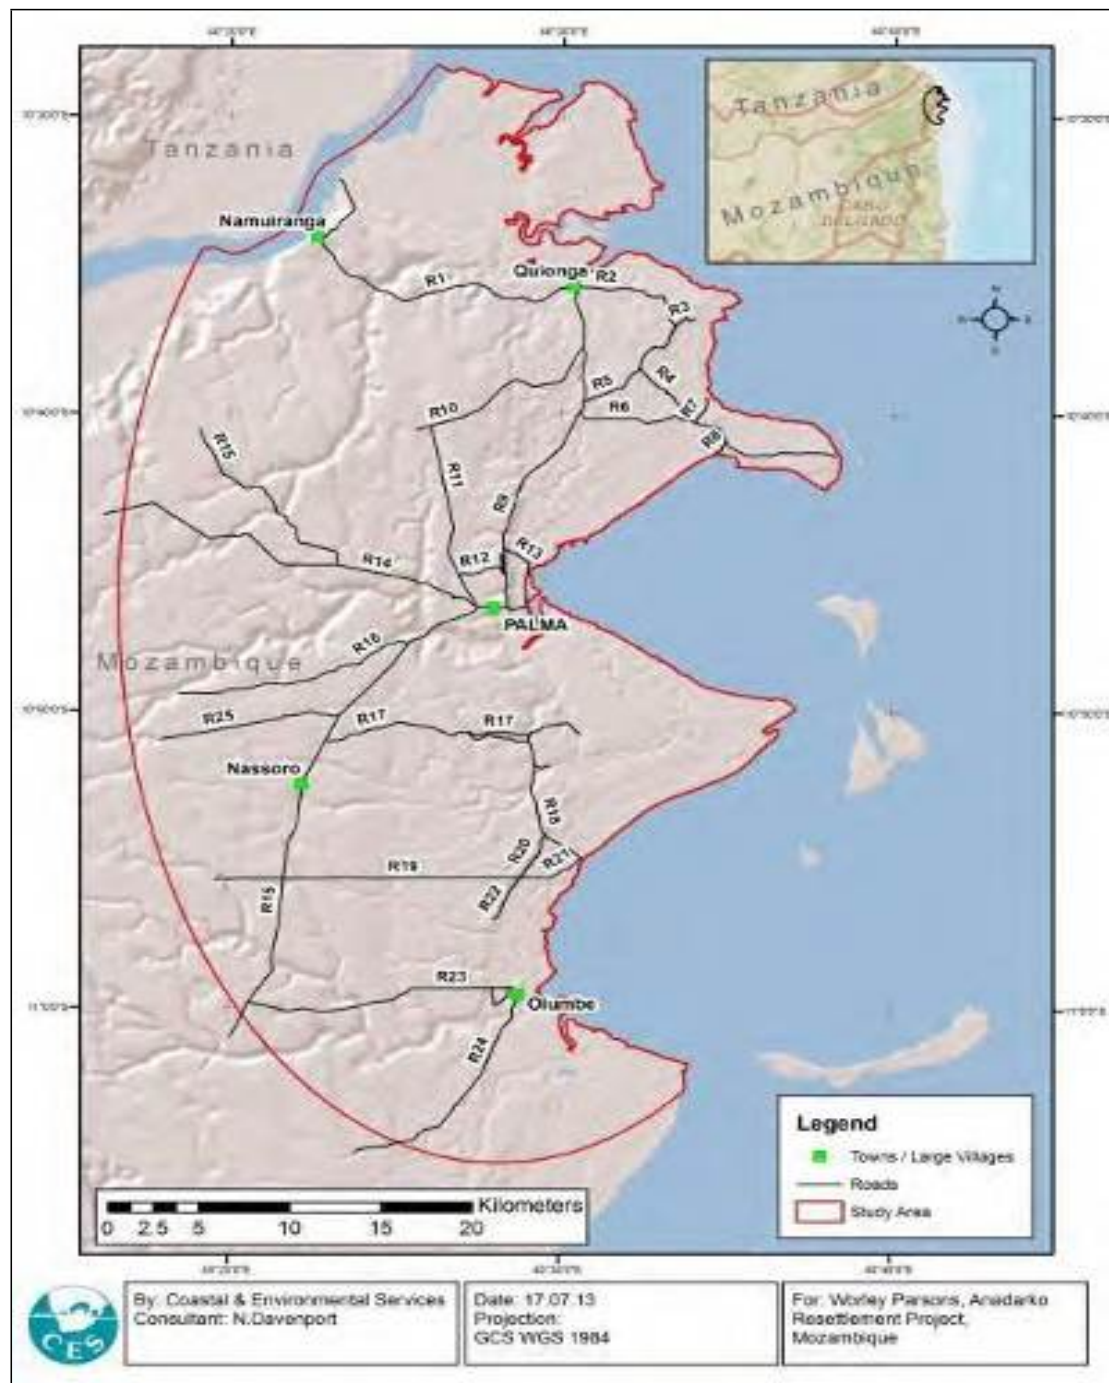 Tanzania
Mozambique
CABO
DELGADO
Tanzania
Namuiranga
Quionga
R1
R2
R3
R5
R4
R10
R6
R7
R8
R15
R11
R9
R12
R13
R14
PALMA
R16
Mozambique
R25
R17
R17
Nassoro
R18
R20
R21
R19
R15
R22
R23
Olumbe
R24
N
Legend
Towns / Large Villages
Roads
Study Area
Kilometers
0 2.5 5 10 15 20
CES
By: Coastal & Environmental Services
Consultant: N.Davenport
Date: 17.07.13
Projection:
GCS WGS 1984
For: Worley Parsons, Anadarko
Resettlement Project,
Mozambique